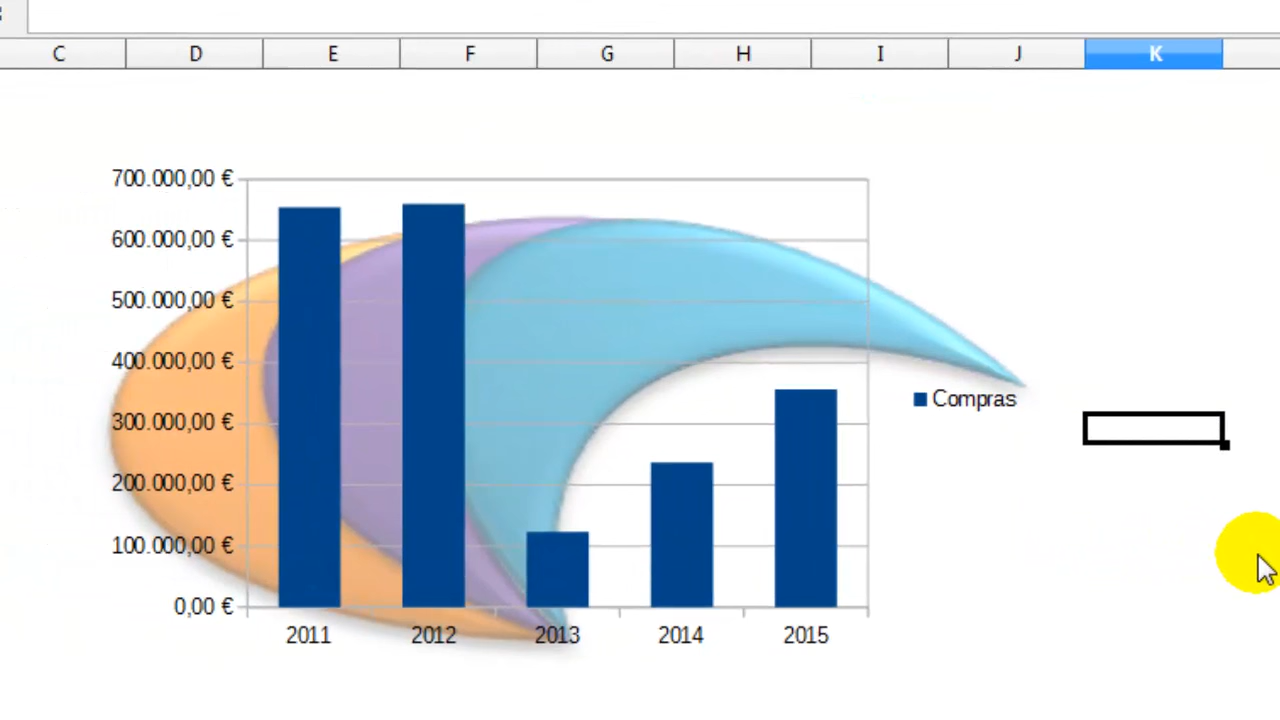 C D E F G H I J K
700.000,00 €
600.000,00 €
500.000,00 €
400.000,00 €
300.000,00 €
200.000,00 €
100.000,00 €
0,00 €
2011 2012 2013 2014 2015
Compras